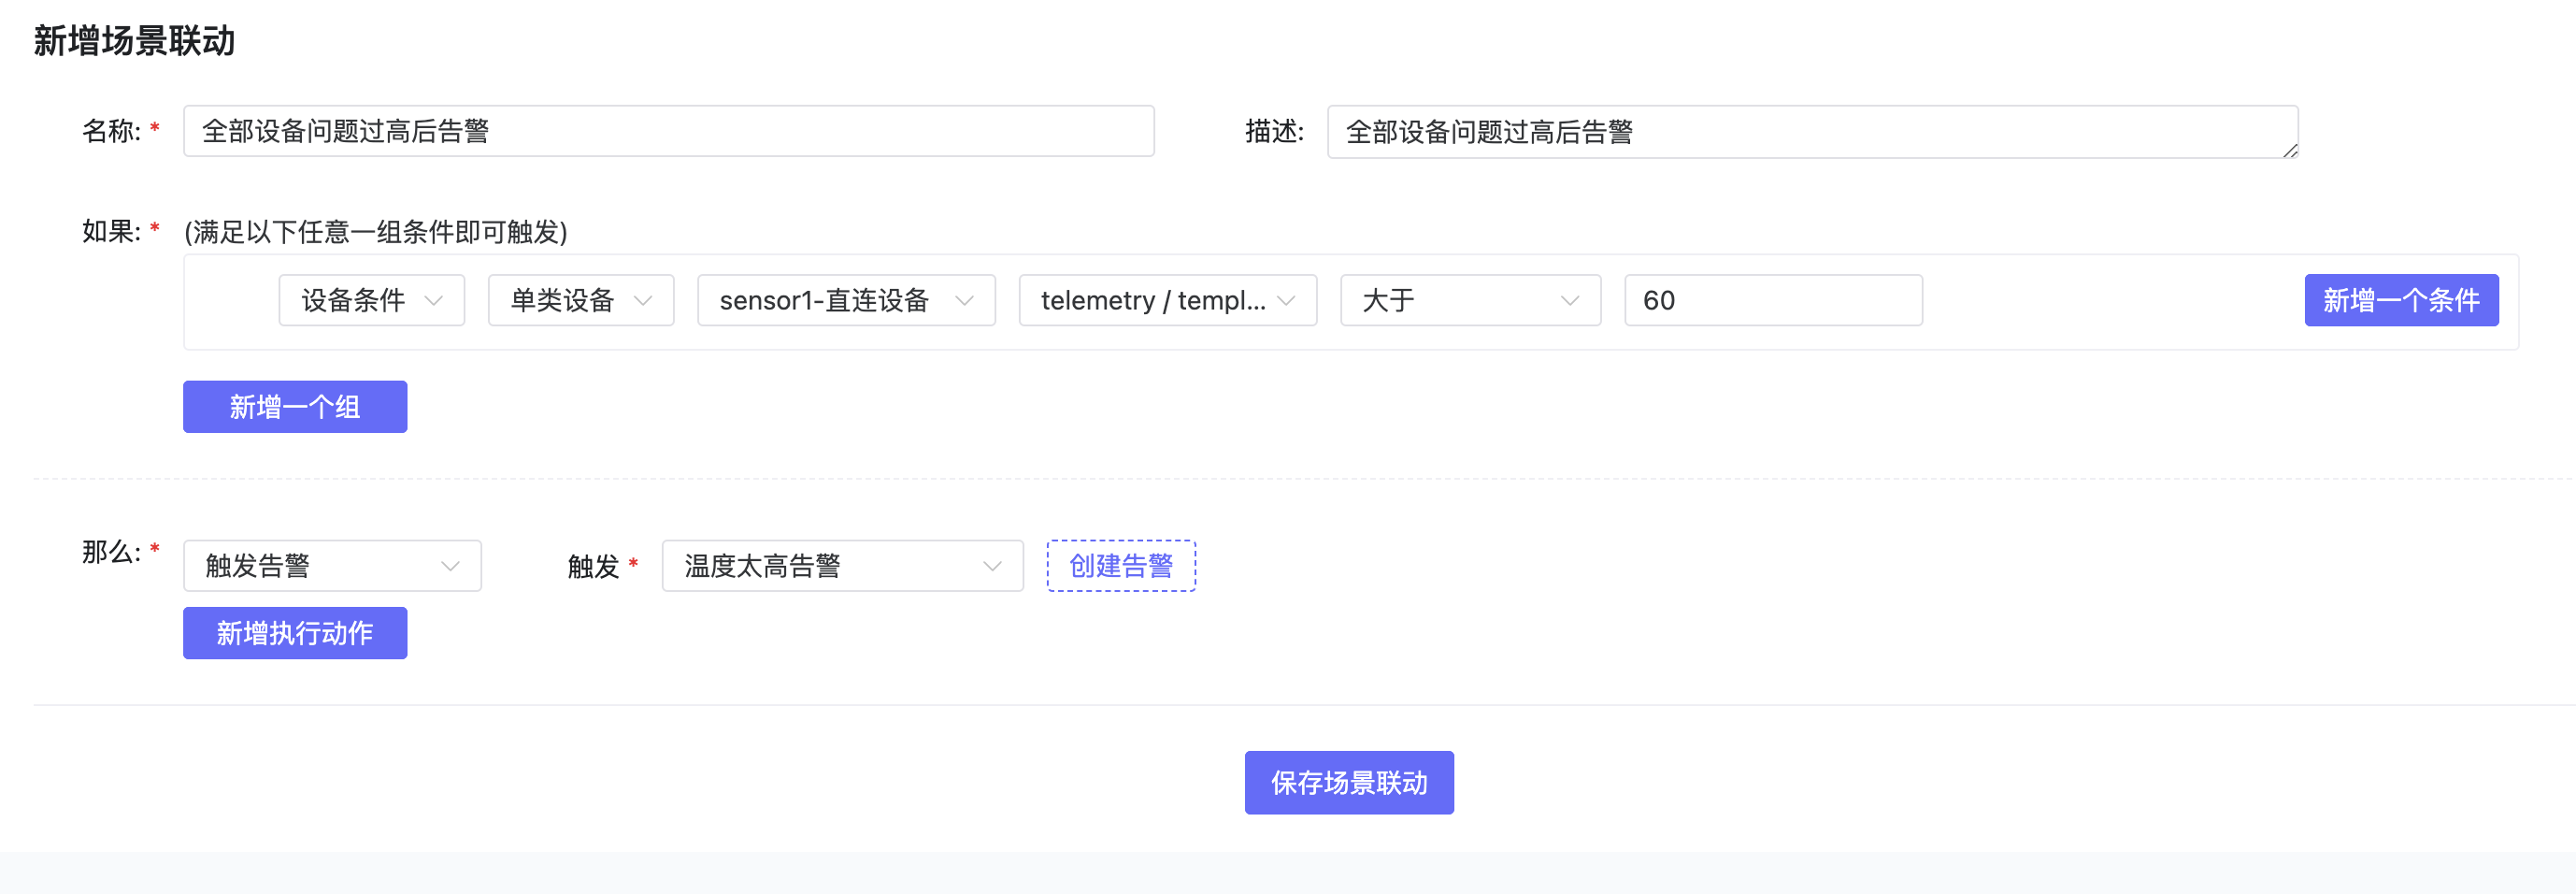 新增场景联动
名称: * 全部设备问题过高后告警 描述: 全部设备问题过高后告警
如果: * (满足以下任意一组条件即可触发)
设备条件 单类设备 sensor1-直连设备 telemetry / templ... 大于 60 新增一个条件
新增一个组
那么: * 触发告警 触发 * 温度太高告警 创建告警
新增执行动作
保存场景联动